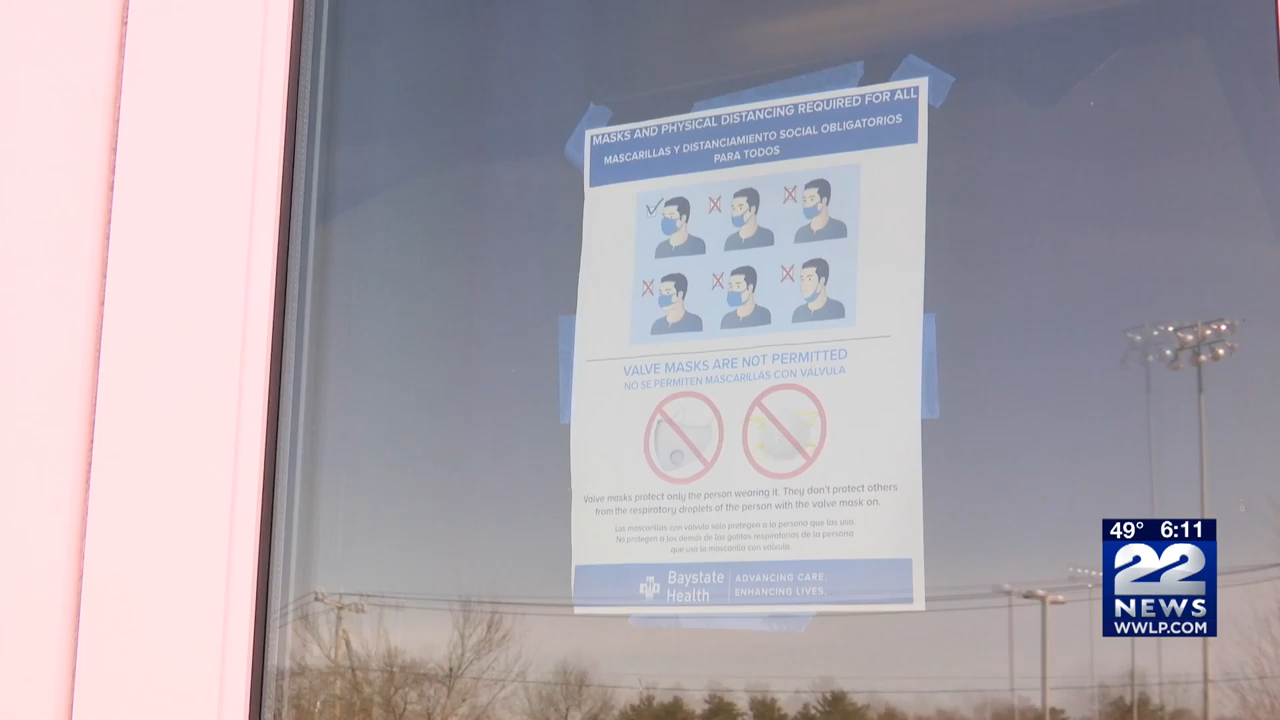 MASKS AND PHYSICAL DISTANCING REQUIRED FOR ALL
MASCARILLAS Y DISTANCIAMIENTO SOCIAL OBLIGATORIOS
PARA TODOS
VALVE MASKS ARE NOT PERMITTED
NO SE PERMITEN MASCARILLAS CON VALVULA
Valve masks protect only the person wearing it. They don't protect others
from the respiratory droplets of the person with the valve mask on.
Las mascarillas con válvula solo protegen a la persona que las usa.
No protegen a los demás de las gotitas respiratorias de la persona
que usa la mascarilla con válvula.
Baystate
Health
ADVANCING CARE.
ENHANCING LIVES.
49° 6:11
22
NEWS
WWLP.COM